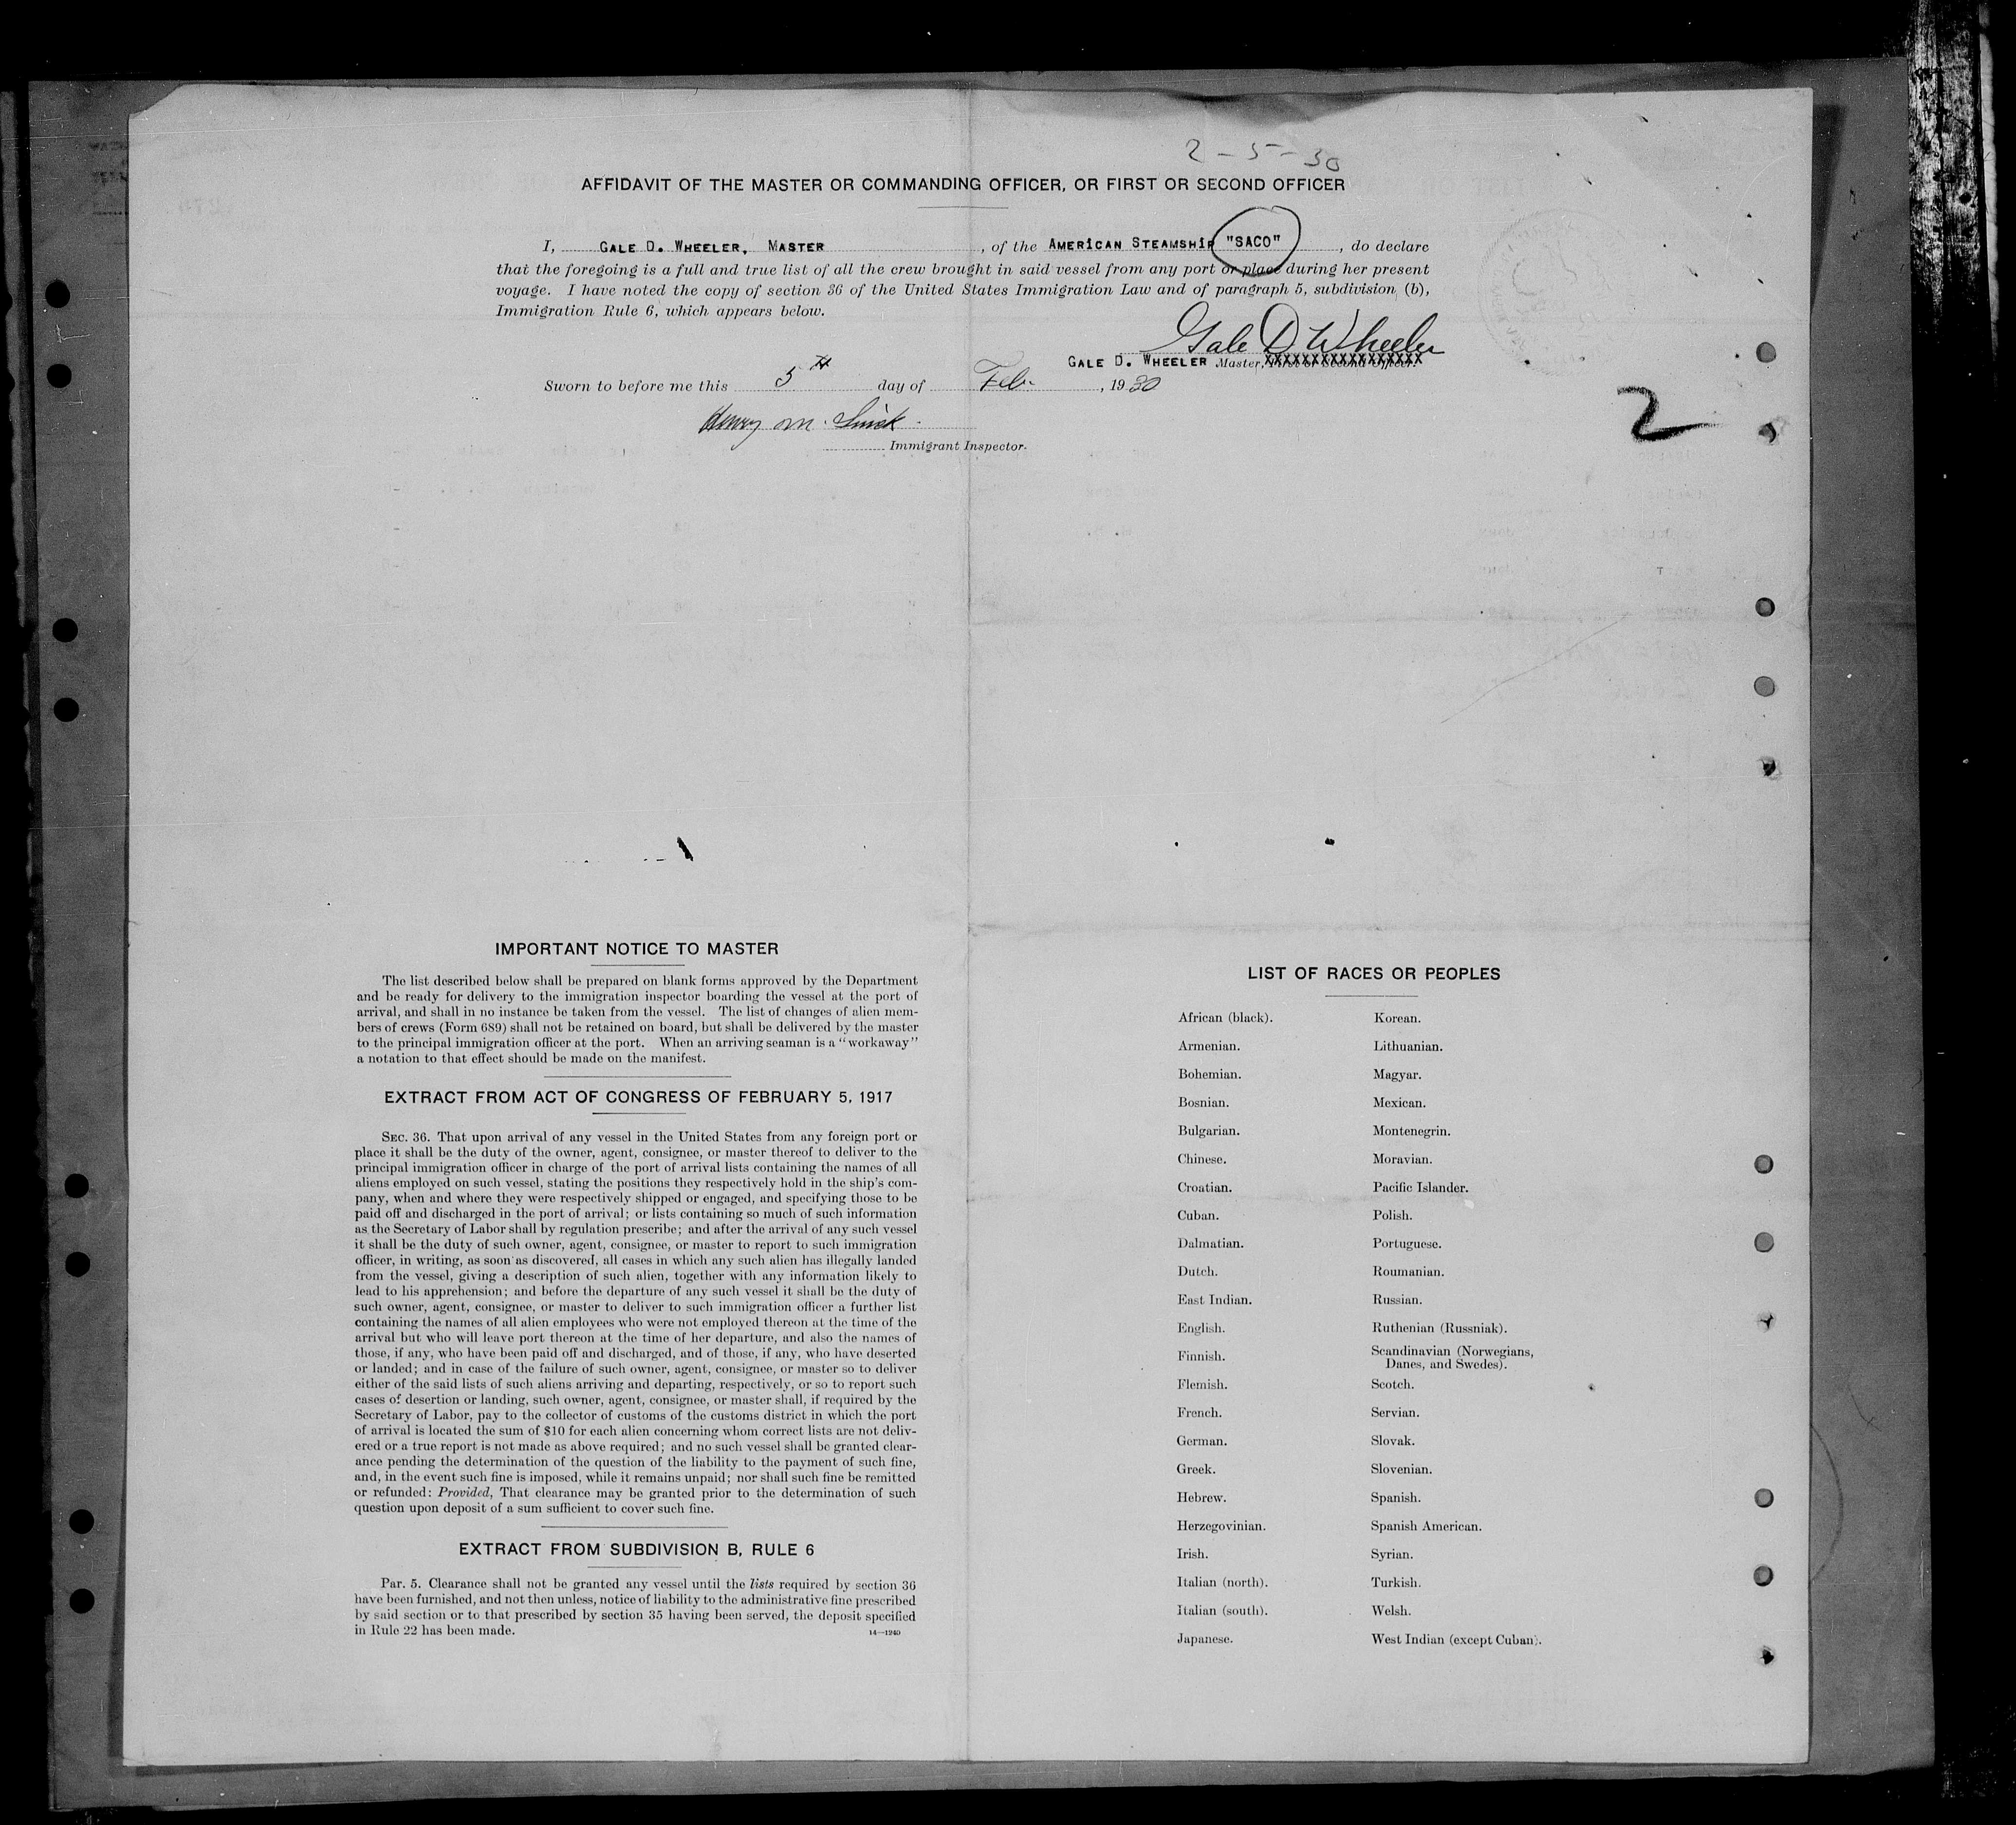 2-5-30
AFFIDAVIT OF THE MASTER OR COMMANDING OFFICER, OR FIRST OR SECOND OFFICER
I, GALE D. WHEELER, MASTER, of the AMERICAN STEAMSHIP "SACO", do declare
that the foregoing is a full and true list of all the crew brought in said vessel from any port or place during her present
voyage. I have noted the copy of section 36 of the United States Immigration Law and of paragraph 5, subdivision (b),
Immigration Rule 6, which appears below.
Gale D Wheeler
GALE D. WHEELER Master, First or Second Officer.
Sworn to before me this 5th day of Feb., 1930
Henry M.
Immigrant Inspector.
2
IMPORTANT NOTICE TO MASTER
The list described below shall be prepared on blank forms approved by the Department
and be ready for delivery to the immigration inspector boarding the vessel at the port of
arrival, and shall in no instance be taken from the vessel. The list of changes of alien mem-
bers of crews (Form 689) shall not be retained on board, but shall be delivered by the master
to the principal immigration officer at the port. When an arriving seaman is a "workaway"
a notation to that effect should be made on the manifest.
EXTRACT FROM ACT OF CONGRESS OF FEBRUARY 5, 1917
SEC. 36. That upon arrival of any vessel in the United States from any foreign port or
place it shall be the duty of the owner, agent, consignee, or master thereof to deliver to the
principal immigration officer in charge of the port of arrival lists containing the names of all
aliens employed on such vessel, stating the positions they respectively hold in the ship's com-
pany, when and where they were respectively shipped or engaged, and specifying those to be
paid off and discharged in the port of arrival; or lists containing so much of such information
as the Secretary of Labor shall by regulation prescribe; and after the arrival of any such vessel
it shall be the duty of such owner, agent, consignee, or master to report to such immigration
officer, in writing, as soon as discovered, all cases in which any such alien has illegally landed
from the vessel, giving a description of such alien, together with any information likely to
lead to his apprehension; and before the departure of any such vessel it shall be the duty of
such owner, agent, consignee, or master to deliver to such immigration officer a further list
containing the names of all alien employees who were not employed thereon at the time of the
arrival but who will leave port thereon at the time of her departure, and also the names of
those, if any, who have been paid off and discharged, and of those, if any, who have deserted
or landed; and in case of the failure of such owner, agent, consignee, or master so to deliver
either of the said lists of such aliens arriving and departing, respectively, or so to report such
cases of desertion or landing, such owner, agent, consignee, or master shall, if required by the
Secretary of Labor, pay to the collector of customs of the customs district in which the port
of arrival is located the sum of $10 for each alien concerning whom correct lists are not deliv-
ered or a true report is not made as above required; and no such vessel shall be granted clear-
ance pending the determination of the question of the liability to the payment of such fine,
and, in the event such fine is imposed, while it remains unpaid; nor shall such fine be remitted
or refunded: Provided, That clearance may be granted prior to the determination of such
question upon deposit of a sum sufficient to cover such fine.
EXTRACT FROM SUBDIVISION B, RULE 6
Par. 5. Clearance shall not be granted any vessel until the lists required by section 36
have been furnished, and not then unless, notice of liability to the administrative fine prescribed
by said section or to that prescribed by section 35 having been served, the deposit specified
in Rule 22 has been made.
14—1240
LIST OF RACES OR PEOPLES
African (black).
Armenian.
Bohemian.
Bosnian.
Bulgarian.
Chinese.
Croatian.
Cuban.
Dalmatian.
Dutch.
East Indian.
English.
Finnish.
Flemish.
French.
German.
Greek.
Hebrew.
Herzegovinian.
Irish.
Italian (north).
Italian (south).
Japanese.
Korean.
Lithuanian.
Magyar.
Mexican.
Montenegrin.
Moravian.
Pacific Islander.
Polish.
Portuguese.
Roumanian.
Russian.
Ruthenian (Russniak).
Scandinavian (Norwegians,
Danes, and Swedes).
Scotch.
Servian.
Slovak.
Slovenian.
Spanish.
Spanish American.
Syrian.
Turkish.
Welsh.
West Indian (except Cuban).